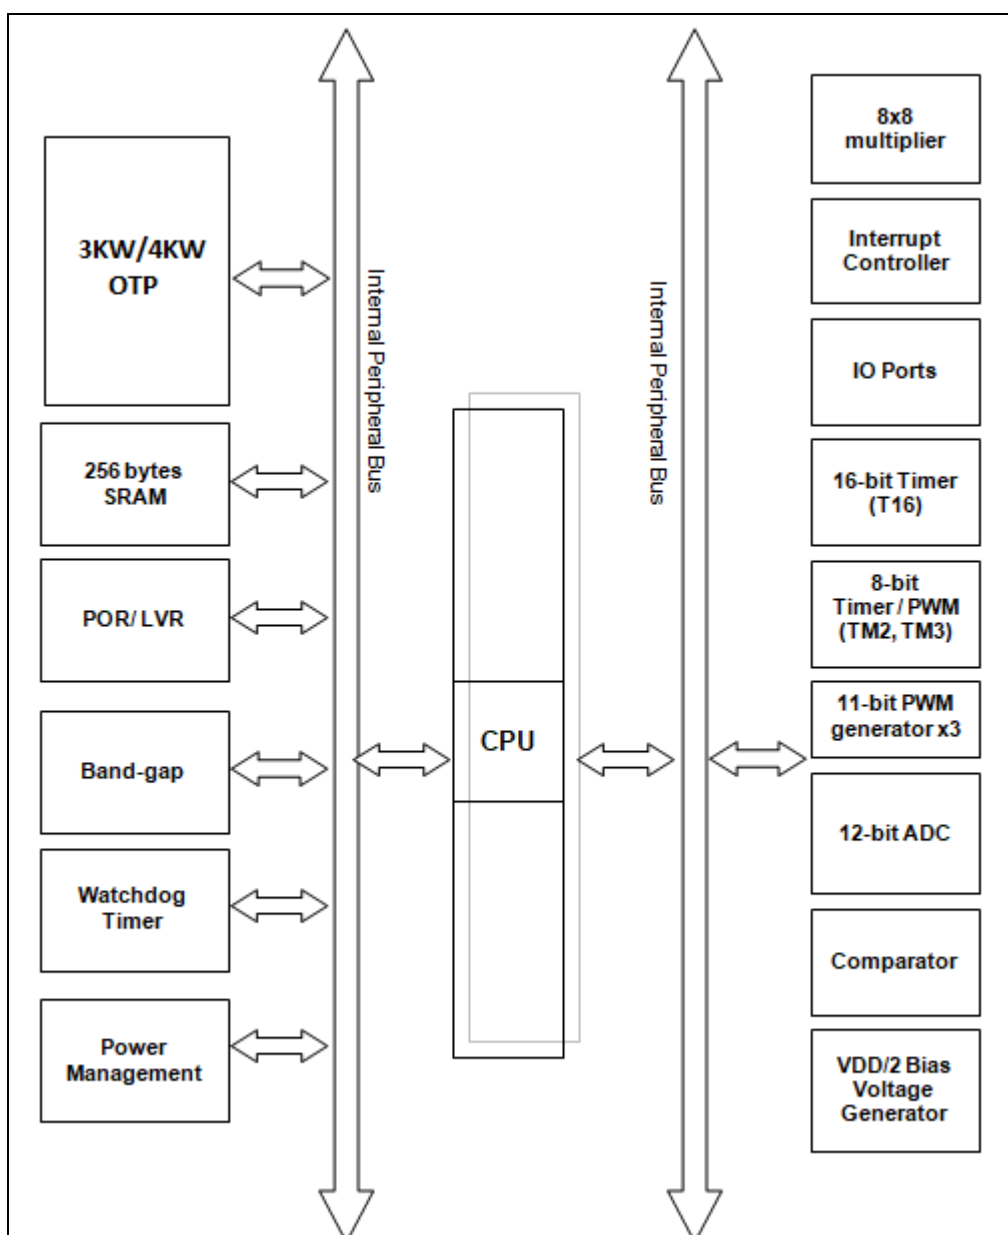 3KW/4KW
OTP
256 bytes
SRAM
POR/ LVR
Band-gap
Watchdog
Timer
Power
Management
Internal Peripheral Bus
CPU
Internal Peripheral Bus
8x8
multiplier
Interrupt
Controller
IO Ports
16-bit Timer
(T16)
8-bit
Timer / PWM
(TM2, TM3)
11-bit PWM
generator x3
12-bit ADC
Comparator
VDD/2 Bias
Voltage
Generator